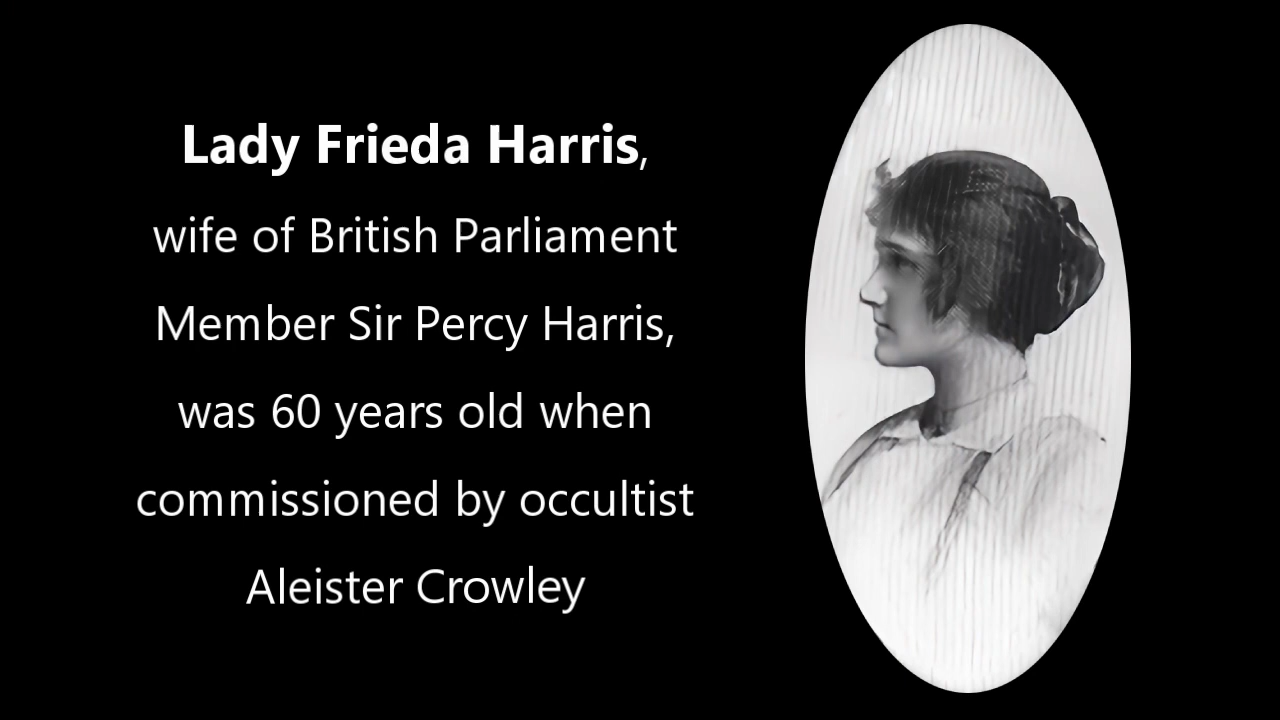 Lady Frieda Harris,
wife of British Parliament
Member Sir Percy Harris,
was 60 years old when
commissioned by occultist
Aleister Crowley